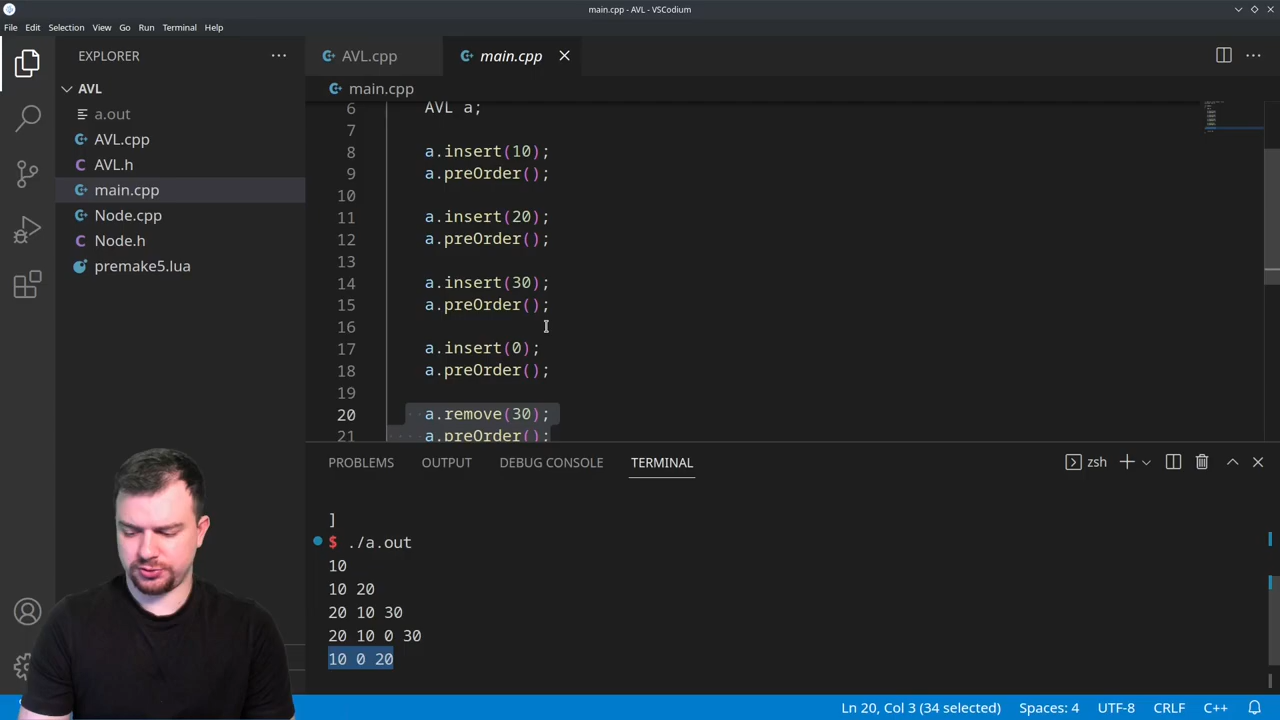 main.cpp - AVL - VSCodium
File Edit Selection View Go Run Terminal Help
EXPLORER
AVL
a.out
AVL.cpp
AVL.h
main.cpp
Node.cpp
Node.h
premake5.lua
AVL.cpp main.cpp
main.cpp
6 AVL a;
7
8 a.insert(10);
9 a.preOrder();
10
11 a.insert(20);
12 a.preOrder();
13
14 a.insert(30);
15 a.preOrder();
16
17 a.insert(0);
18 a.preOrder();
19
20 a.remove(30);
21 a.preOrder();
PROBLEMS OUTPUT DEBUG CONSOLE TERMINAL
zsh
]
$ ./a.out
10
10 20
20 10 30
20 10 0 30
10 0 20
Ln 20, Col 3 (34 selected) Spaces: 4 UTF-8 CRLF C++